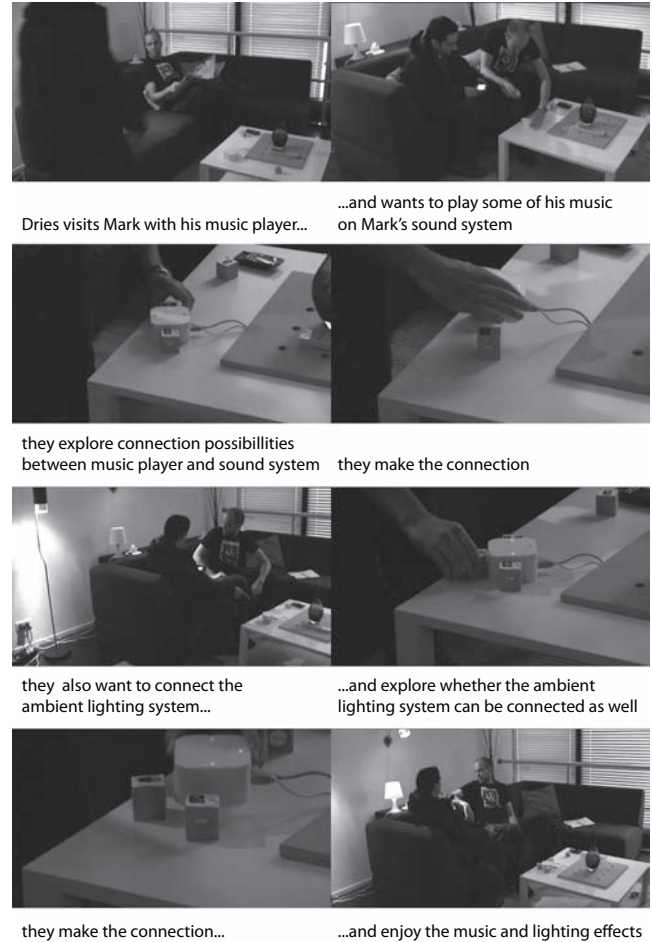 Dries visits Mark with his music player...
...and wants to play some of his music
on Mark's sound system
they explore connection possibillities
between music player and sound system
they make the connection
they also want to connect the
ambient lighting system...
...and explore whether the ambient
lighting system can be connected as well
they make the connection...
...and enjoy the music and lighting effects